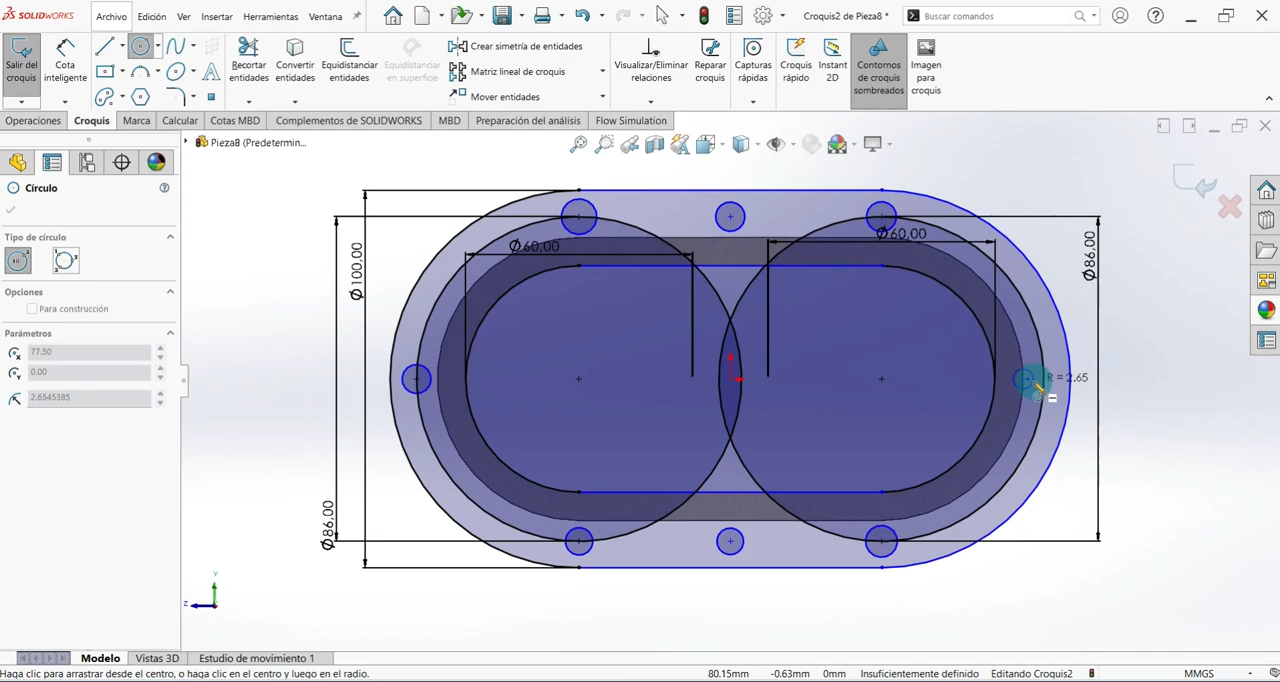 SOLIDWORKS
Archivo Edición Ver Insertar Herramientas Ventana
Croquis2 de Pieza8 *
Buscar comandos
Salir del croquis
Cota inteligente
Recortar entidades
Convertir entidades
Equidistanciar entidades
Equidistanciar en superficie
Crear simetría de entidades
Matriz lineal de croquis
Mover entidades
Visualizar/Eliminar relaciones
Reparar croquis
Capturas rápidas
Croquis rápido
Instant 2D
Contornos de croquis sombreados
Imagen para croquis
Operaciones Croquis Marca Calcular Cotas MBD Complementos de SOLIDWORKS MBD Preparación del análisis Flow Simulation
Pieza8 (Predetermin...
Círculo
Tipo de círculo
Opciones
Para construcción
Parámetros
77.50
0.00
2.6545385
Ø100,00
Ø60,00
Ø60,00
Ø86,00
Ø86,00
R = 2.65
Y
Z
Modelo Vistas 3D Estudio de movimiento 1
Haga clic para arrastrar desde el centro, o haga clic en el centro y luego en el radio.
80.15mm -0.63mm 0mm Insuficientemente definido Editando Croquis2 MMGS